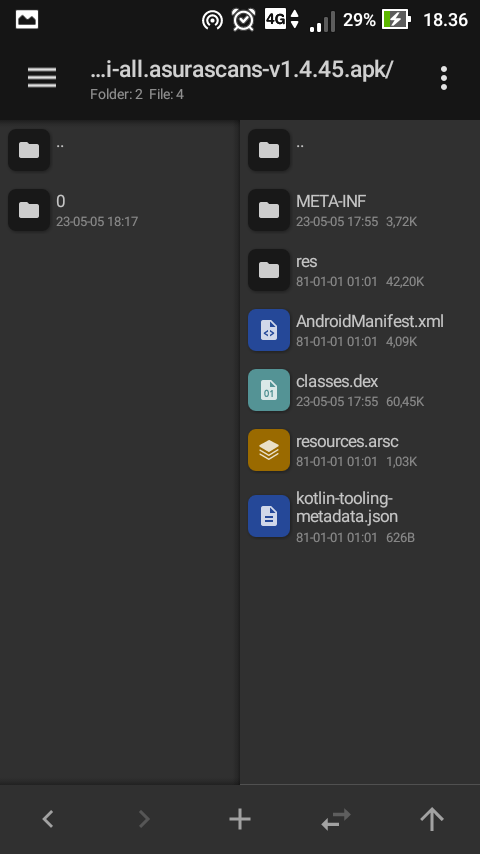 4G 29% 18.36
...i-all.asurascans-v1.4.45.apk/
Folder: 2 File: 4
..
0
23-05-05 18:17
..
META-INF
23-05-05 17:55 3,72K
res
81-01-01 01:01 42,20K
AndroidManifest.xml
81-01-01 01:01 4,09K
01
classes.dex
23-05-05 17:55 60,45K
resources.arsc
81-01-01 01:01 1,03K
kotlin-tooling-
metadata.json
81-01-01 01:01 626B